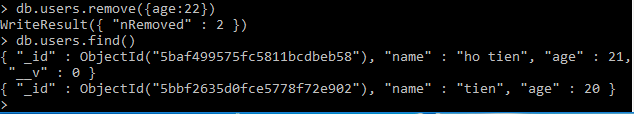 > db.users.remove({age:22})
WriteResult({ "nRemoved" : 2 })
> db.users.find()
{ "_id" : ObjectId("5baf499575fc5811bcdbeb58"), "name" : "ho tien", "age" : 21,
 "__v" : 0 }
{ "_id" : ObjectId("5bbf2635d0fce5778f72e902"), "name" : "tien", "age" : 20 }
>